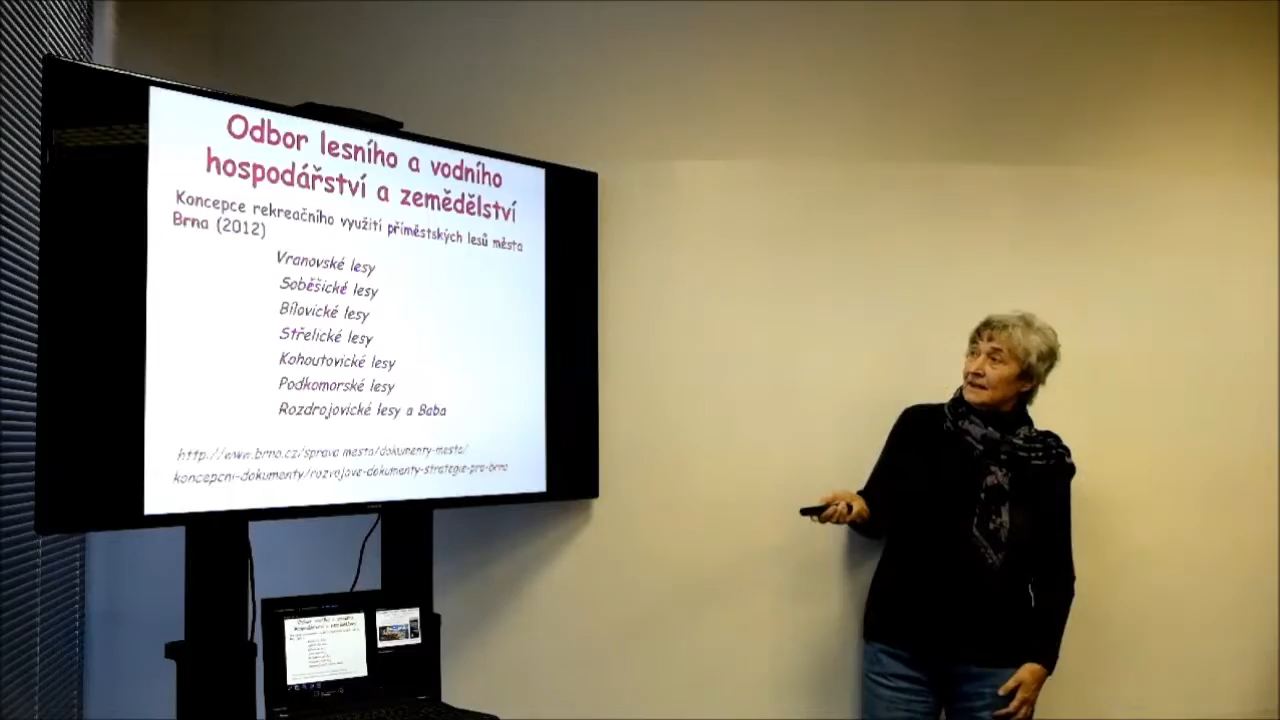 Odbor lesního a vodního
hospodářství a zemědělství
Koncepce rekreačního využití příměstských lesů města
Brna (2012)
Vranovské lesy
Soběšické lesy
Bílovické lesy
Střelické lesy
Kohoutovické lesy
Podkomorské lesy
Rozdrojovické lesy a Baba
http://www.brno.cz/sprava mesta/dokumenty-mesta/
koncepcni-dokumenty/rozvojove-dokumenty-strategie-pro-brno